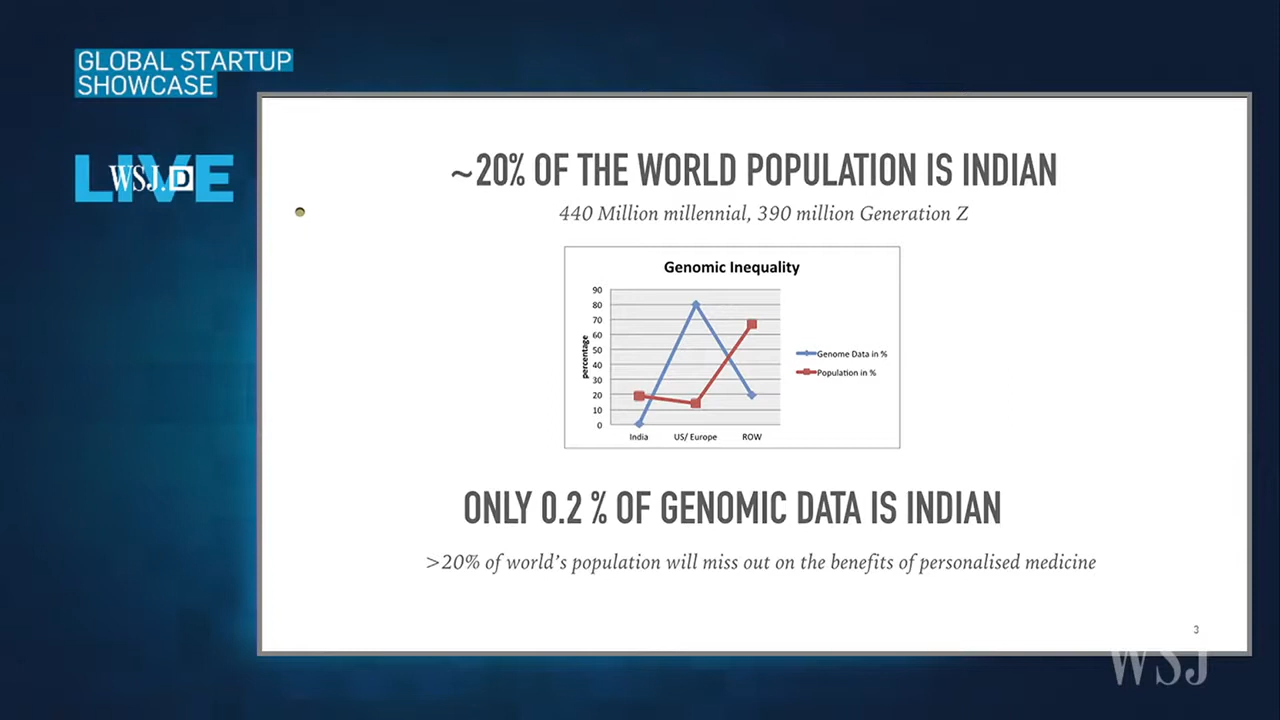 GLOBAL STARTUP
SHOWCASE
LIVE
WSJ.D
~20% OF THE WORLD POPULATION IS INDIAN
440 Million millennial, 390 million Generation Z
Genomic Inequality
90
80
70
60
50
40
30
20
10
0
percentage
India US/ Europe ROW
Genome Data in %
Population in %
ONLY 0.2 % OF GENOMIC DATA IS INDIAN
>20% of world's population will miss out on the benefits of personalised medicine
3
WSJ